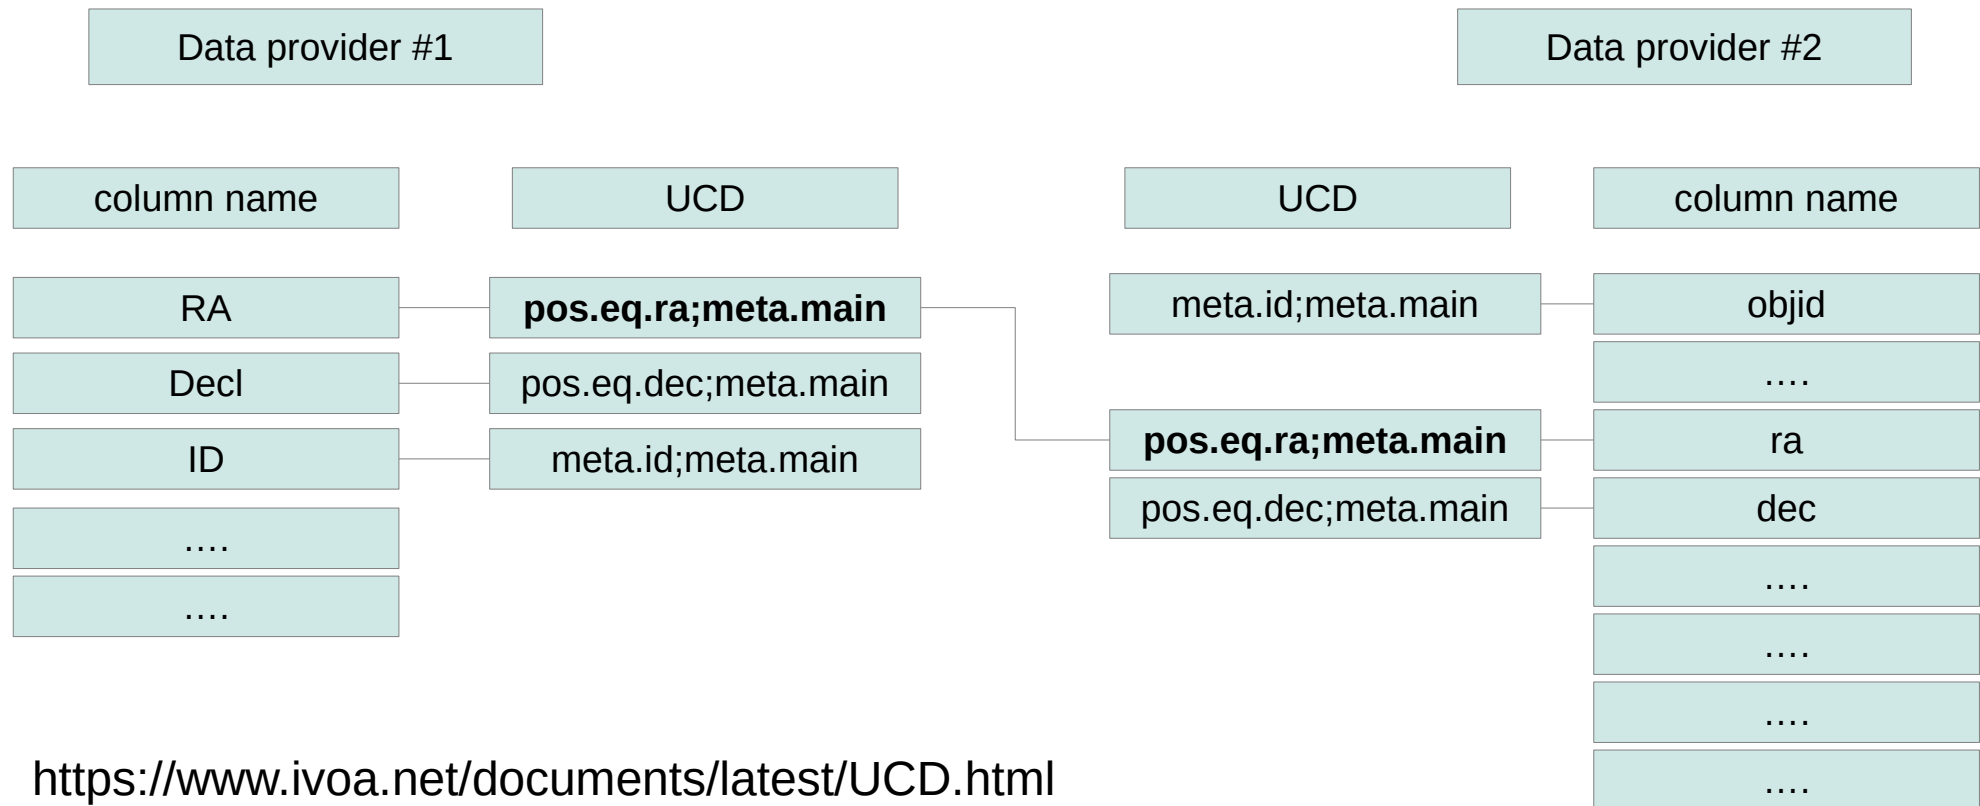 Data provider #1
Data provider #2
column name
UCD
UCD
column name
RA
pos.eq.ra;meta.main
meta.id;meta.main
objid
Decl
pos.eq.dec;meta.main
....
ID
meta.id;meta.main
pos.eq.ra;meta.main
ra
....
pos.eq.dec;meta.main
dec
....
....
....
....
https://www.ivoa.net/documents/latest/UCD.html
....